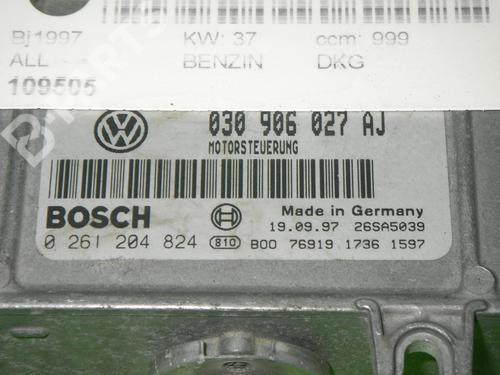 Bj1997 KW: 37 ccm: 999
ALL BENZIN DKG
109505
030 906 027 AJ
MOTORSTEUERUNG
BOSCH Made in Germany
19.09.97 26SA5039
0 261 204 824 810 B00 76919 1736 1597